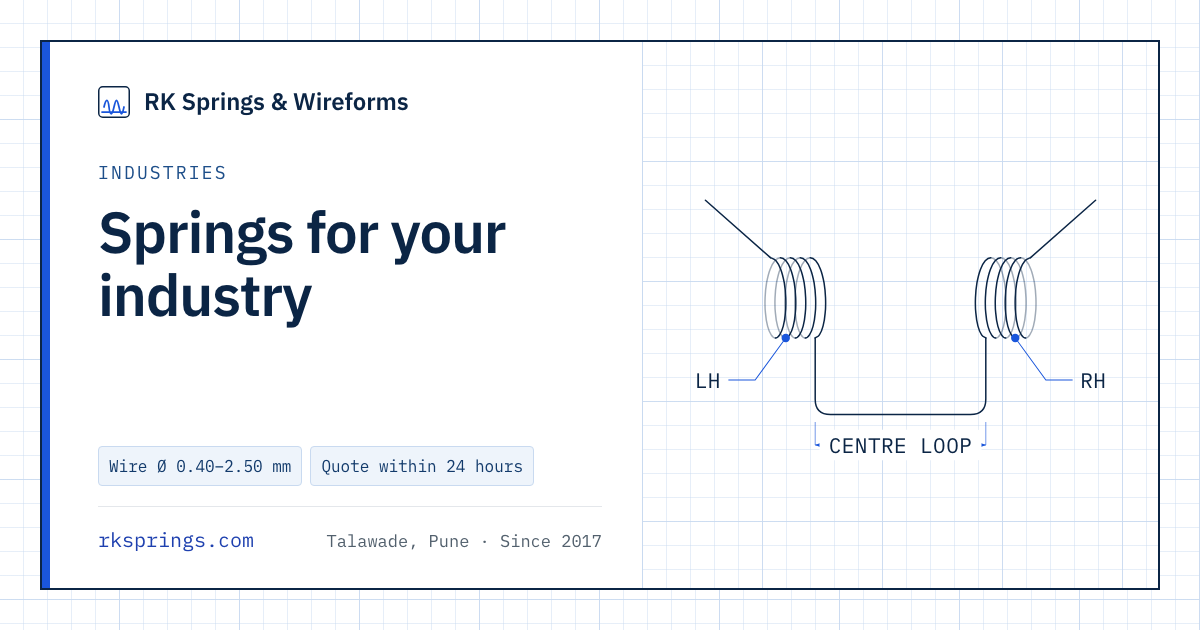 RK Springs & Wireforms
INDUSTRIES
Springs for your
industry
Wire Ø 0.40–2.50 mm
Quote within 24 hours
rksprings.com
Talawade, Pune · Since 2017
LH
RH
CENTRE LOOP